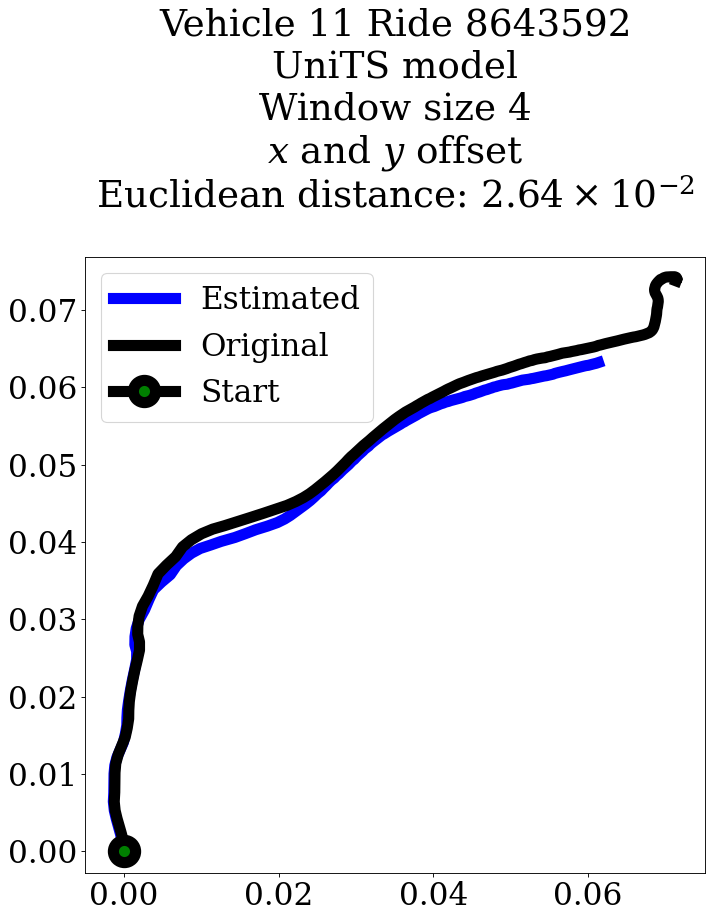 Vehicle 11 Ride 8643592
UniTS model
Window size 4
x and y offset
Euclidean distance: 2.64 × 10⁻²
Estimated
Original
Start
0.07
0.06
0.05
0.04
0.03
0.02
0.01
0.00
0.00 0.02 0.04 0.06